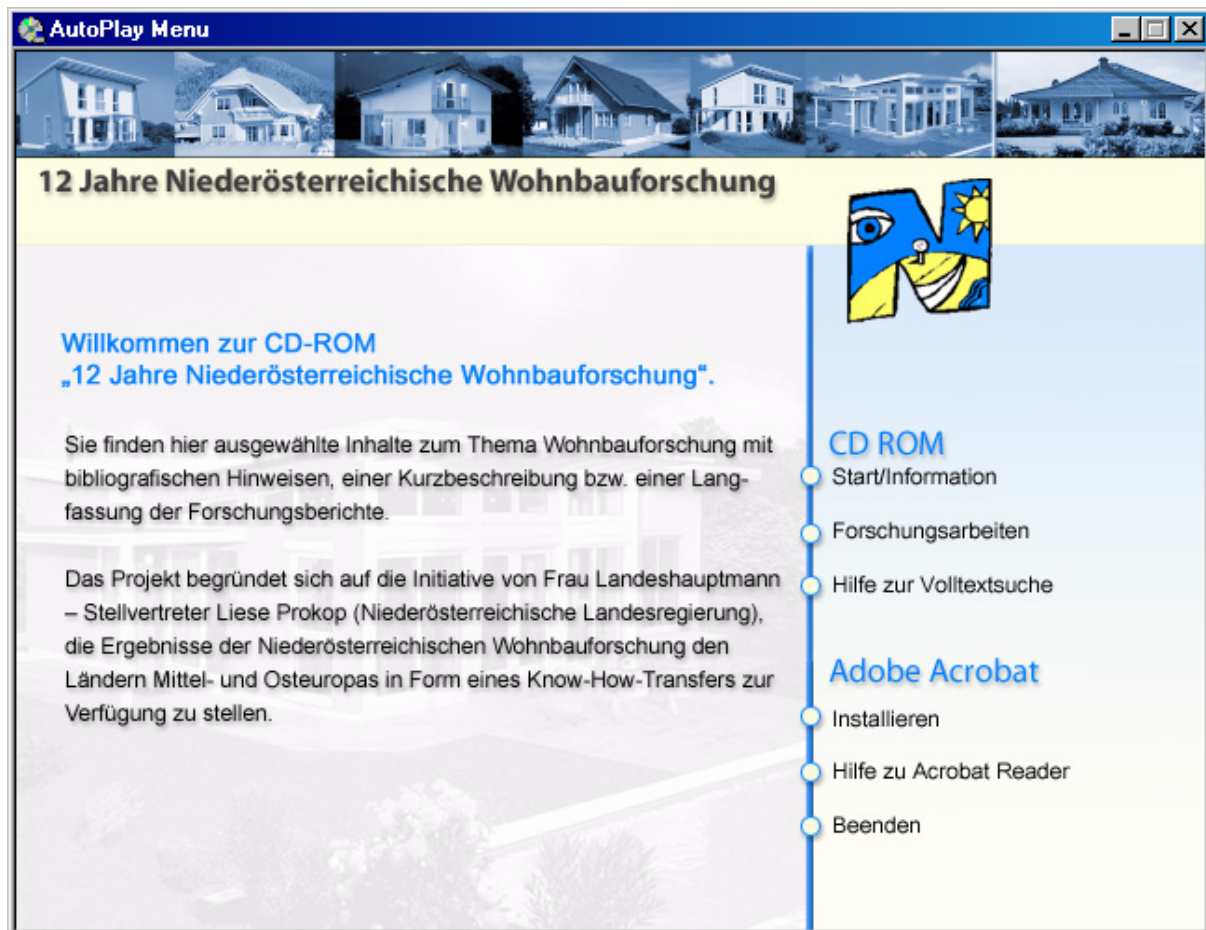 AutoPlay Menu
12 Jahre Niederösterreichische Wohnbauforschung
Willkommen zur CD-ROM
„12 Jahre Niederösterreichische Wohnbauforschung“.
Sie finden hier ausgewählte Inhalte zum Thema Wohnbauforschung mit
bibliografischen Hinweisen, einer Kurzbeschreibung bzw. einer Lang-
fassung der Forschungsberichte.
Das Projekt begründet sich auf die Initiative von Frau Landeshauptmann
– Stellvertreter Liese Prokop (Niederösterreichische Landesregierung),
die Ergebnisse der Niederösterreichischen Wohnbauforschung den
Ländern Mittel- und Osteuropas in Form eines Know-How-Transfers zur
Verfügung zu stellen.
CD ROM
Start/Information
Forschungsarbeiten
Hilfe zur Volltextsuche
Adobe Acrobat
Installieren
Hilfe zu Acrobat Reader
Beenden